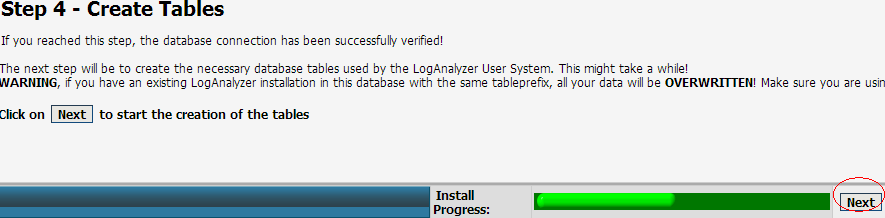 Step 4 - Create Tables
If you reached this step, the database connection has been successfully verified!
The next step will be to create the necessary database tables used by the LogAnalyzer User System. This might take a while!
WARNING, if you have an existing LogAnalyzer installation in this database with the same tableprefix, all your data will be OVERWRITTEN! Make sure you are usin
Click on Next to start the creation of the tables
Install Progress:
Next